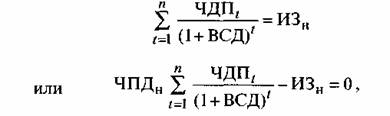 ∑_{t=1}^{n} ЧДП_t / (1 + ВСД)^t = ИЗ_н
или ЧПД_н ∑_{t=1}^{n} ЧДП_t / (1 + ВСД)^t − ИЗ_н = 0,